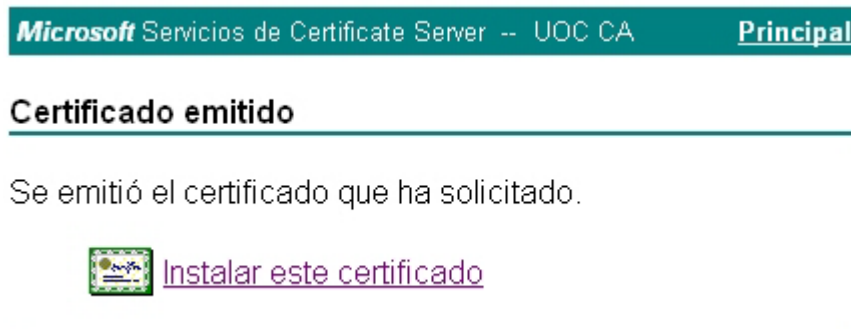 Microsoft Servicios de Certificate Server -- UOC CA Principal
Certificado emitido
Se emitió el certificado que ha solicitado.
Instalar este certificado